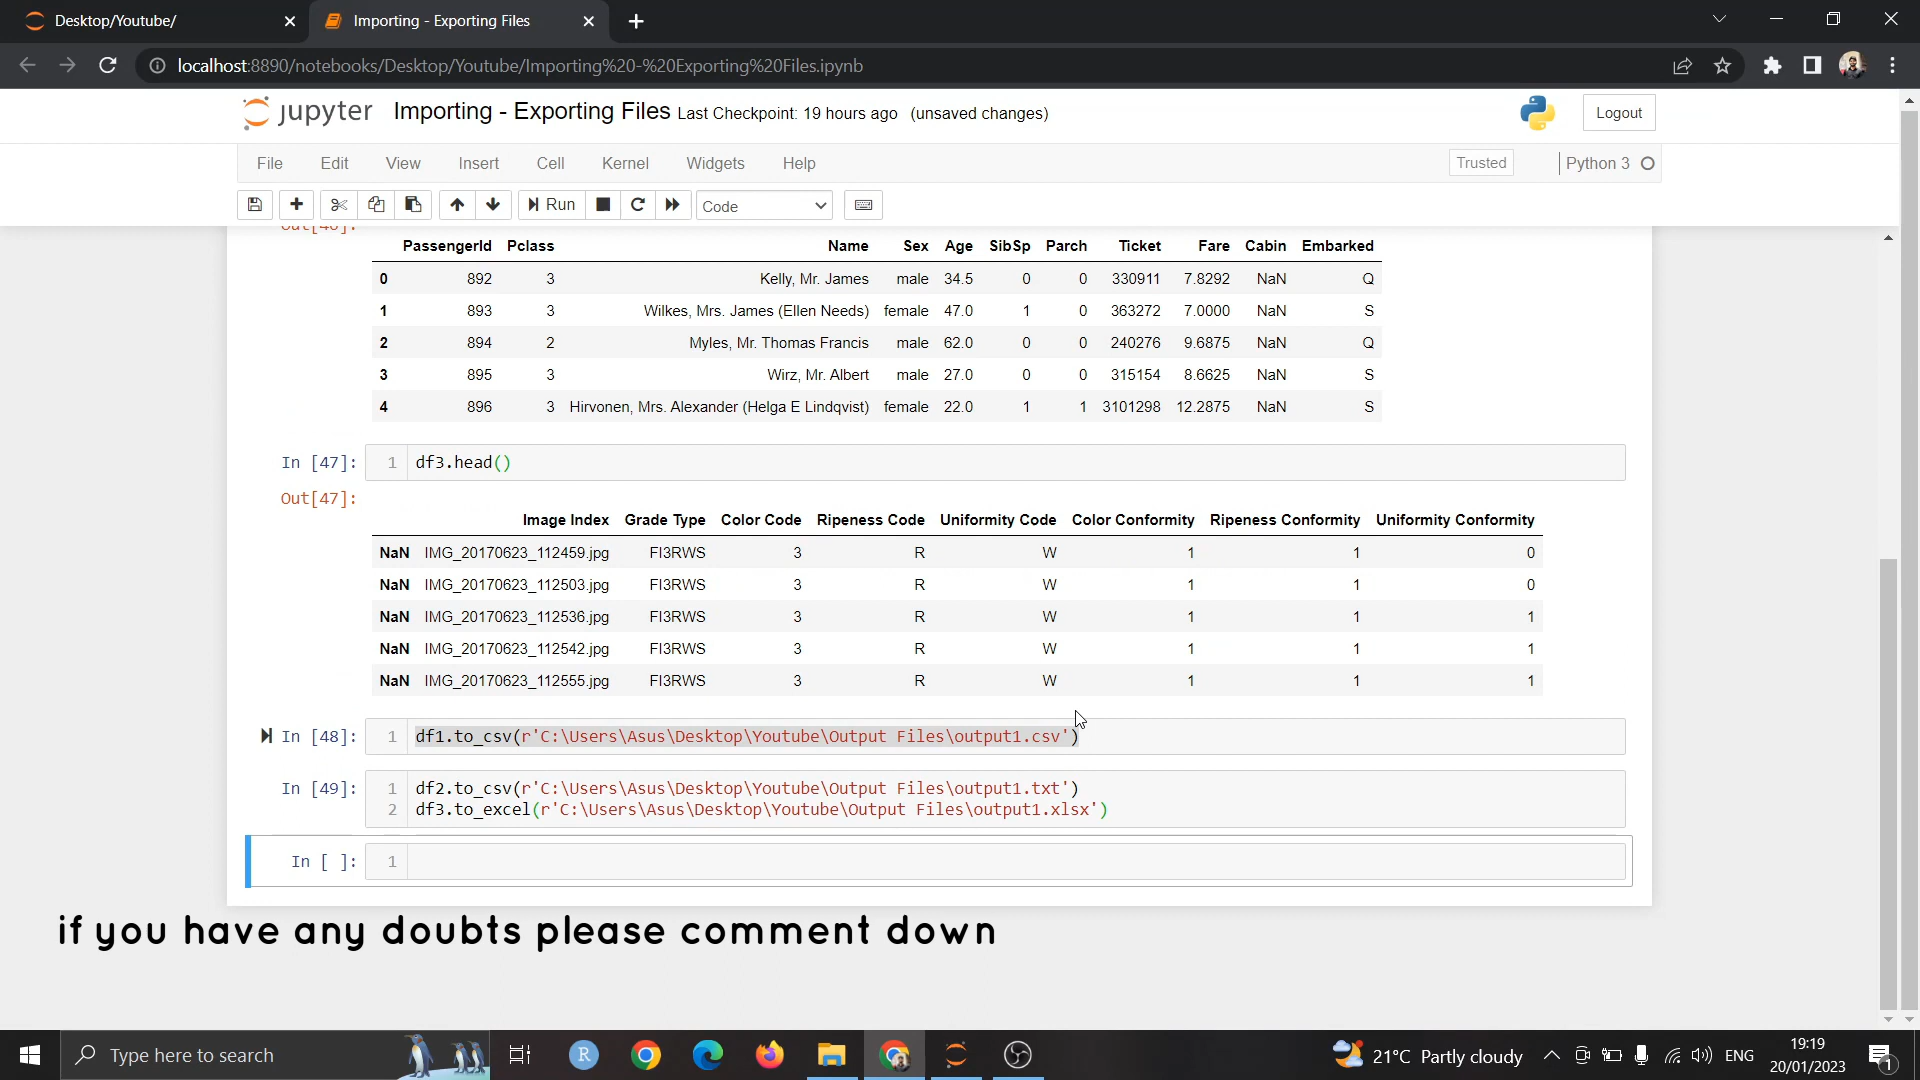 Desktop/Youtube/
Importing - Exporting Files
localhost:8890/notebooks/Desktop/Youtube/Importing%20-%20Exporting%20Files.ipynb
jupyter Importing - Exporting Files Last Checkpoint: 19 hours ago (unsaved changes)
Logout
File Edit View Insert Cell Kernel Widgets Help Trusted Python 3
Run Code
Out[46]:
PassengerId Pclass Name Sex Age SibSp Parch Ticket Fare Cabin Embarked
0 892 3 Kelly, Mr. James male 34.5 0 0 330911 7.8292 NaN Q
1 893 3 Wilkes, Mrs. James (Ellen Needs) female 47.0 1 0 363272 7.0000 NaN S
2 894 2 Myles, Mr. Thomas Francis male 62.0 0 0 240276 9.6875 NaN Q
3 895 3 Wirz, Mr. Albert male 27.0 0 0 315154 8.6625 NaN S
4 896 3 Hirvonen, Mrs. Alexander (Helga E Lindqvist) female 22.0 1 1 3101298 12.2875 NaN S
In [47]: 1 df3.head()
Out[47]:
Image Index Grade Type Color Code Ripeness Code Uniformity Code Color Conformity Ripeness Conformity Uniformity Conformity
NaN IMG_20170623_112459.jpg FI3RWS 3 R W 1 1 0
NaN IMG_20170623_112503.jpg FI3RWS 3 R W 1 1 0
NaN IMG_20170623_112536.jpg FI3RWS 3 R W 1 1 1
NaN IMG_20170623_112542.jpg FI3RWS 3 R W 1 1 1
NaN IMG_20170623_112555.jpg FI3RWS 3 R W 1 1 1
In [48]: 1 df1.to_csv(r'C:\Users\Asus\Desktop\Youtube\Output Files\output1.csv')
In [49]: 1 df2.to_csv(r'C:\Users\Asus\Desktop\Youtube\Output Files\output1.txt')
2 df3.to_excel(r'C:\Users\Asus\Desktop\Youtube\Output Files\output1.xlsx')
In [ ]: 1
if you have any doubts please comment down
Type here to search
R
21°C Partly cloudy
ENG
19:19
20/01/2023
1